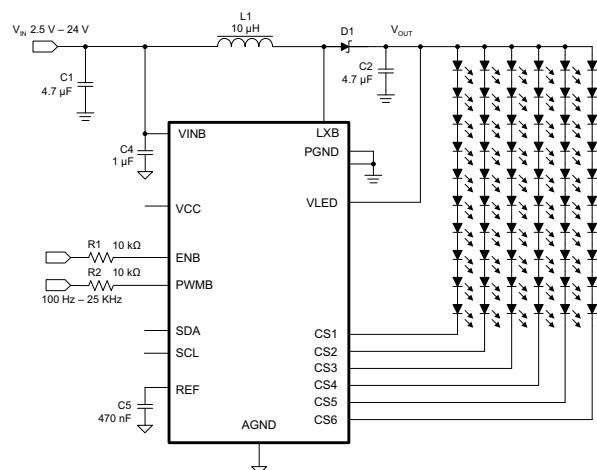 L1
10 µH
D1
VIN 2.5 V – 24 V
VOUT
C1
4.7 µF
C2
4.7 µF
VINB
LXB
C4
1 µF
PGND
VCC
VLED
R1 10 kΩ
ENB
R2 10 kΩ
PWMB
100 Hz – 25 KHz
SDA
CS1
SCL
CS2
CS3
REF
CS4
C5
470 nF
CS5
AGND
CS6